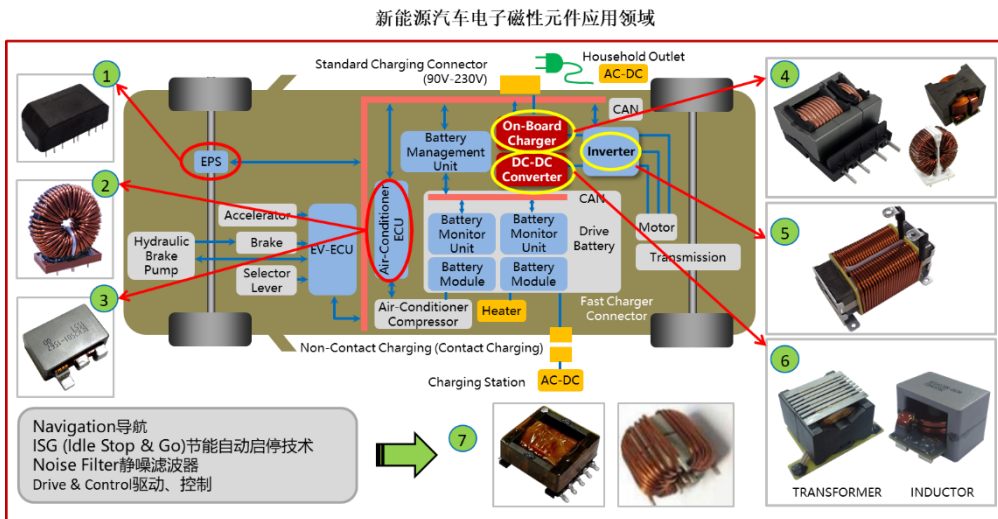 新能源汽车电子磁性元件应用领域
Standard Charging Connector
(90V-230V)
Household Outlet
AC-DC
CAN
On-Board
Charger
DC-DC
Converter
Inverter
Battery
Management
Unit
EPS
Air-Conditioner
ECU
CAN
Battery
Monitor
Unit
Battery
Monitor
Unit
Drive
Battery
Battery
Module
Battery
Module
Motor
Transmission
Accelerator
Hydraulic
Brake
Pump
Brake
EV-ECU
Selector
Lever
Air-Conditioner
Compressor
Heater
Fast Charger
Connector
Non-Contact Charging (Contact Charging)
Charging Station
AC-DC
1
2
3
4
5
6
TRANSFORMER
INDUCTOR
Navigation导航
ISG (Idle Stop & Go)节能自动启停技术
Noise Filter静噪滤波器
Drive & Control驱动、控制
7